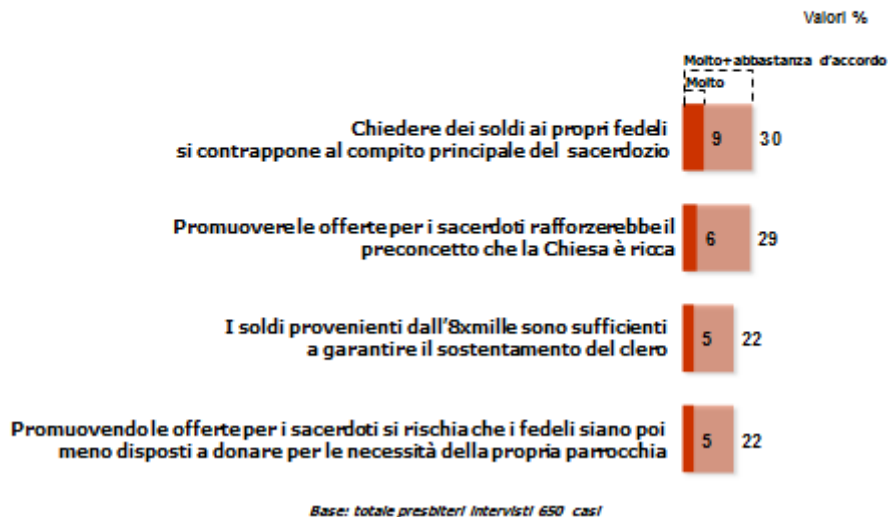 Valori %
Molto+abbastanza d'accordo
Molto
Chiedere dei soldi ai propri fedeli
si contrappone al compito principale del sacerdozio
9 30
Promuovere le offerte per i sacerdoti rafforzerebbe il
preconcetto che la Chiesa è ricca
6 29
I soldi provenienti dall'8xmille sono sufficienti
a garantire il sostentamento del clero
5 22
Promuovendo le offerte per i sacerdoti si rischia che i fedeli siano poi
meno disposti a donare per le necessità della propria parrocchia
5 22
Base: totale presbiteri intervisti 650 casi